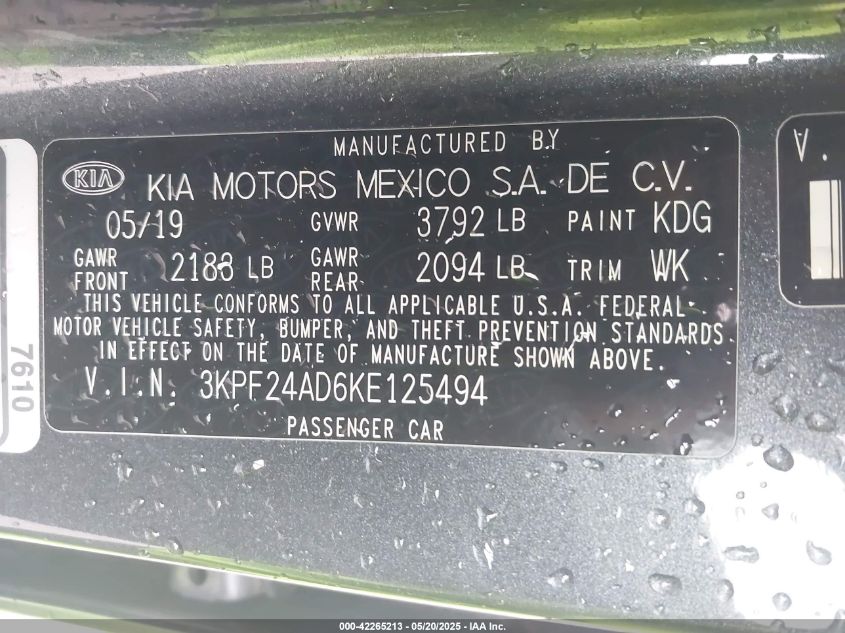 MANUFACTURED BY
KIA KIA MOTORS MEXICO S.A. DE C.V.
05/19 GVWR 3792 LB PAINT KDG
GAWR FRONT 2183 LB GAWR REAR 2094 LB TRIM WK
THIS VEHICLE CONFORMS TO ALL APPLICABLE U.S.A. FEDERAL
MOTOR VEHICLE SAFETY, BUMPER, AND THEFT PREVENTION STANDARDS
IN EFFECT ON THE DATE OF MANUFACTURE SHOWN ABOVE.
V.I.N. 3KPF24AD6KE125494
PASSENGER CAR
7610
V.
000-42265213 - 05/20/2025 - IAA Inc.